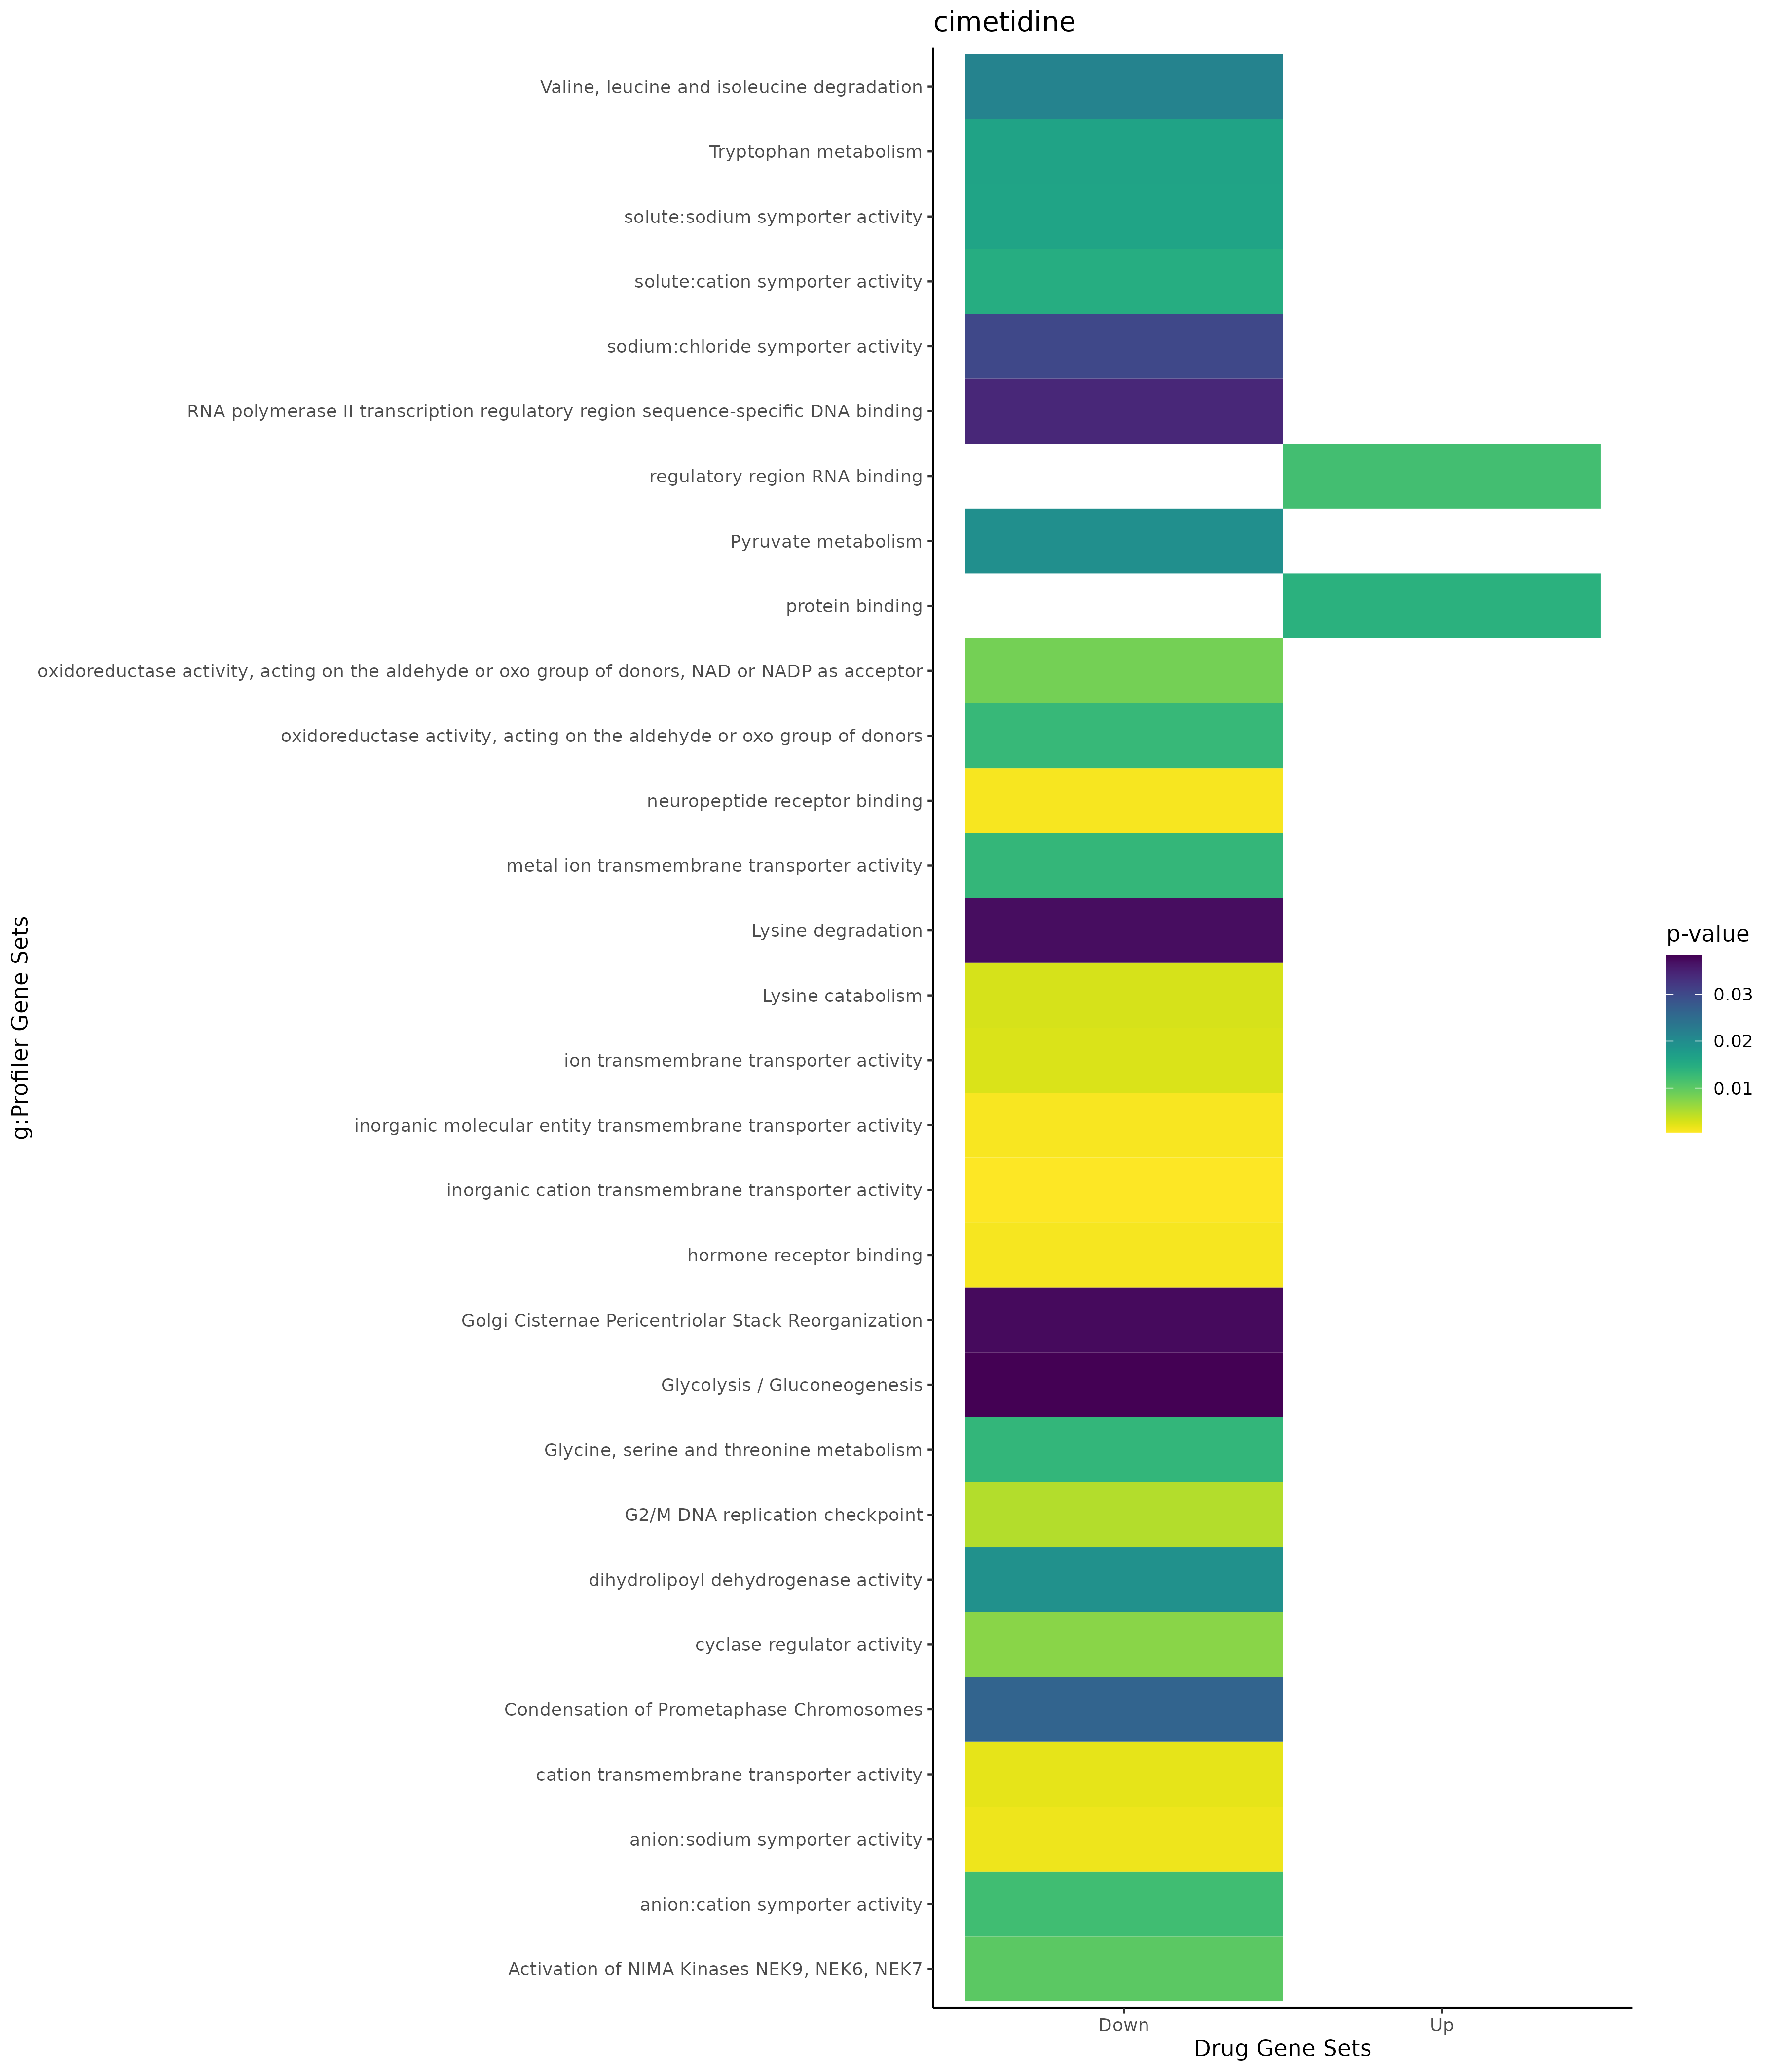 cimetidine
Valine, leucine and isoleucine degradation
Tryptophan metabolism
solute:sodium symporter activity
solute:cation symporter activity
sodium:chloride symporter activity
RNA polymerase II transcription regulatory region sequence-specific DNA binding
regulatory region RNA binding
Pyruvate metabolism
protein binding
oxidoreductase activity, acting on the aldehyde or oxo group of donors, NAD or NADP as acceptor
oxidoreductase activity, acting on the aldehyde or oxo group of donors
neuropeptide receptor binding
metal ion transmembrane transporter activity
Lysine degradation
Lysine catabolism
ion transmembrane transporter activity
inorganic molecular entity transmembrane transporter activity
inorganic cation transmembrane transporter activity
hormone receptor binding
Golgi Cisternae Pericentriolar Stack Reorganization
Glycolysis / Gluconeogenesis
Glycine, serine and threonine metabolism
G2/M DNA replication checkpoint
dihydrolipoyl dehydrogenase activity
cyclase regulator activity
Condensation of Prometaphase Chromosomes
cation transmembrane transporter activity
anion:sodium symporter activity
anion:cation symporter activity
Activation of NIMA Kinases NEK9, NEK6, NEK7
g:Profiler Gene Sets
Down
Up
Drug Gene Sets
p-value
0.03
0.02
0.01